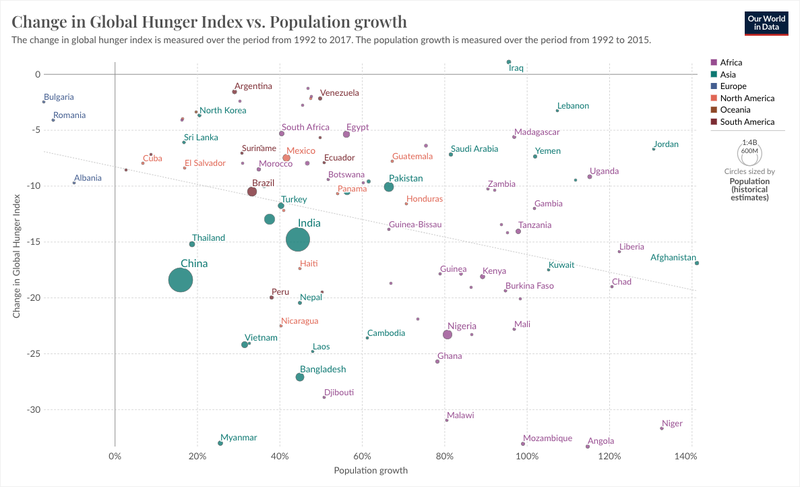 Change in Global Hunger Index vs. Population growth
The change in global hunger index is measured over the period from 1992 to 2017. The population growth is measured over the period from 1992 to 2015.
Our World
in Data
Change in Global Hunger Index
0
-5
-10
-15
-20
-25
-30
Iraq
Bulgaria
Argentina
Venezuela
Romania
North Korea
Lebanon
South Africa
Egypt
Madagascar
Sri Lanka
Suriname
Mexico
Cuba
El Salvador
Morocco
Ecuador
Guatemala
Saudi Arabia
Yemen
Jordan
Albania
Brazil
Botswana
Panama
Pakistan
Zambia
Uganda
Turkey
Honduras
Gambia
India
Guinea-Bissau
Tanzania
Thailand
Liberia
China
Haiti
Guinea
Kenya
Kuwait
Afghanistan
Peru
Nepal
Burkina Faso
Chad
Nicaragua
Nigeria
Mali
Vietnam
Laos
Cambodia
Ghana
Bangladesh
Djibouti
Malawi
Niger
Myanmar
Mozambique
Angola
0%
20%
40%
60%
80%
100%
120%
140%
Population growth
Africa
Asia
Europe
North America
Oceania
South America
1:4B
600M
Circles sized by
Population
(historical
estimates)